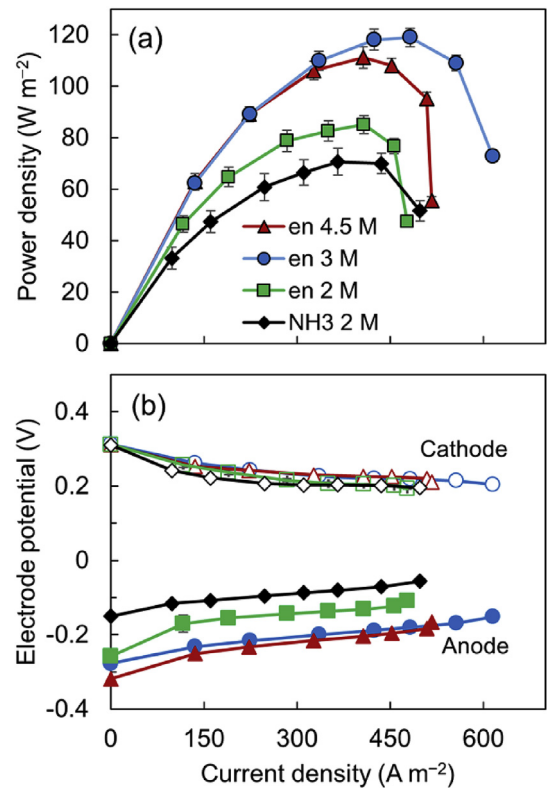 (a)
Power density (W m⁻²)
120
100
80
60
40
20
0
en 4.5 M
en 3 M
en 2 M
NH3 2 M
(b)
Electrode potential (V)
0.4
0.2
0
-0.2
-0.4
Cathode
Anode
0 150 300 450 600
Current density (A m⁻²)